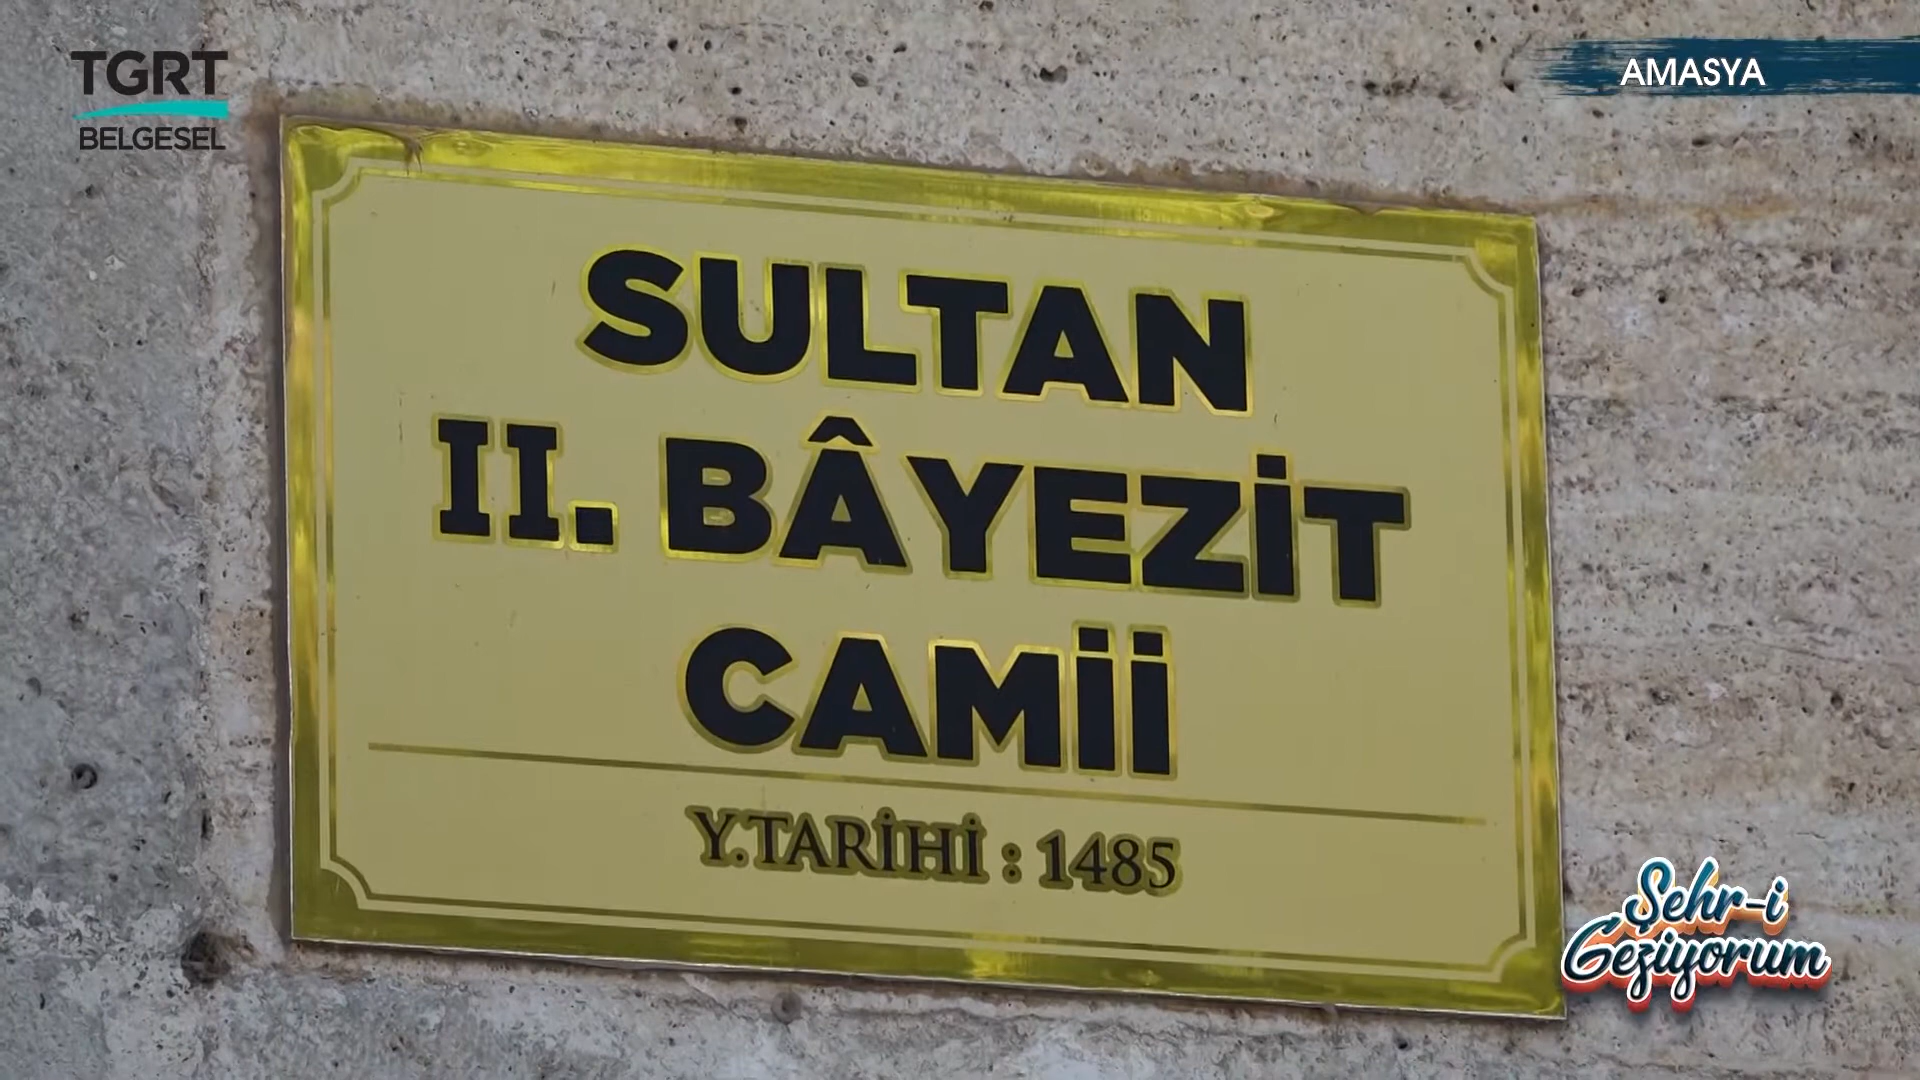 TGRT
BELGESEL
AMASYA
SULTAN
II. BÂYEZİT
CAMİİ
Y.TARİHİ : 1485
Şehr-i
Geziyorum